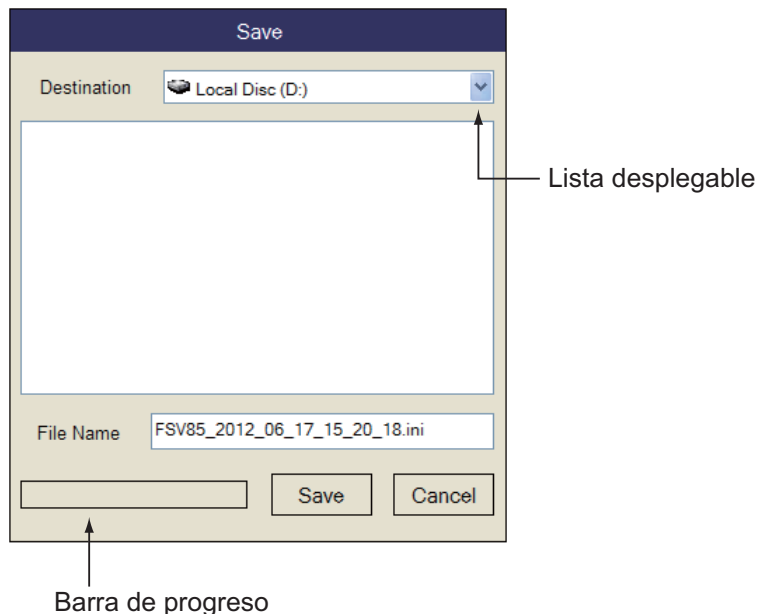 Save
Destination
Local Disc (D:)
Lista desplegable
File Name
FSV85_2012_06_17_15_20_18.ini
Save
Cancel
Barra de progreso